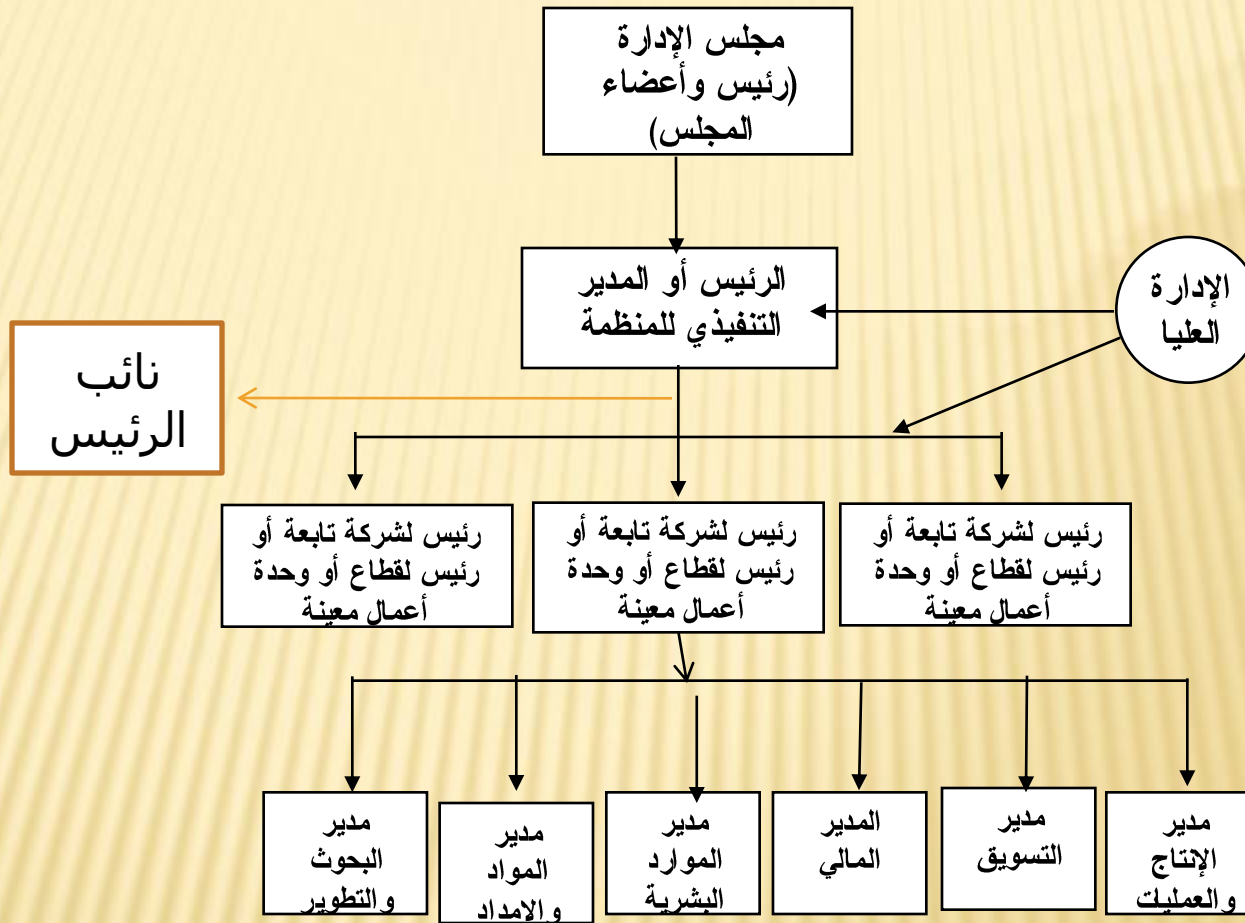 مجلس الإدارة
(رئيس وأعضاء
المجلس)
الرئيس أو المدير
التنفيذي للمنظمة
الإدارة
العليا
نائب
الرئيس
رئيس لشركة تابعة أو
رئيس لقطاع أو وحدة
أعمال معينة
رئيس لشركة تابعة أو
رئيس لقطاع أو وحدة
أعمال معينة
رئيس لشركة تابعة أو
رئيس لقطاع أو وحدة
أعمال معينة
مدير
الإنتاج
والعمليات
مدير
التسويق
المدير
المالي
مدير
الموارد
البشرية
مدير
المواد
والإمداد
مدير
البحوث
والتطوير